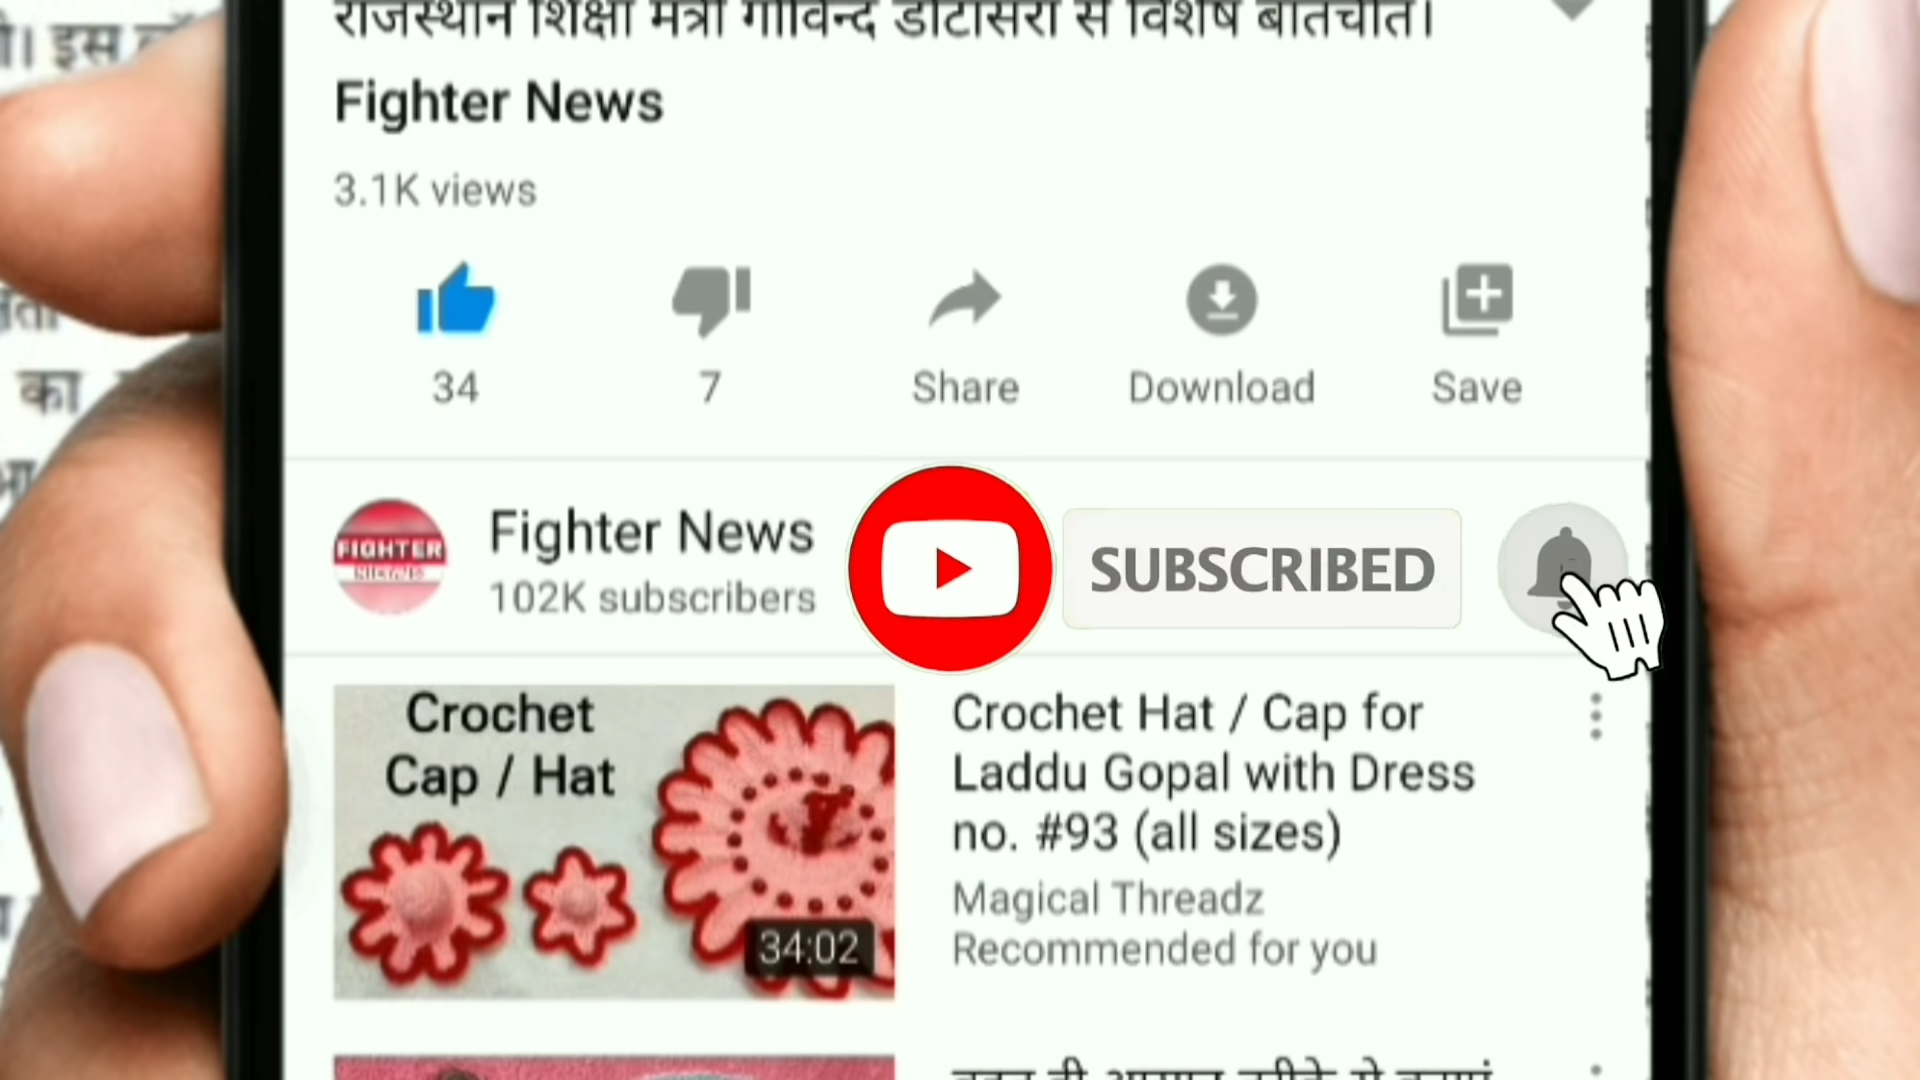 राजस्थान शिक्षा मंत्री गोविन्द डोटासरा से विशेष बातचीत।
Fighter News
3.1K views
34
7
Share
Download
Save
FIGHTER
Fighter News
102K subscribers
SUBSCRIBED
Crochet
Cap / Hat
34:02
Crochet Hat / Cap for
Laddu Gopal with Dress
no. #93 (all sizes)
Magical Threadz
Recommended for you
इस
का